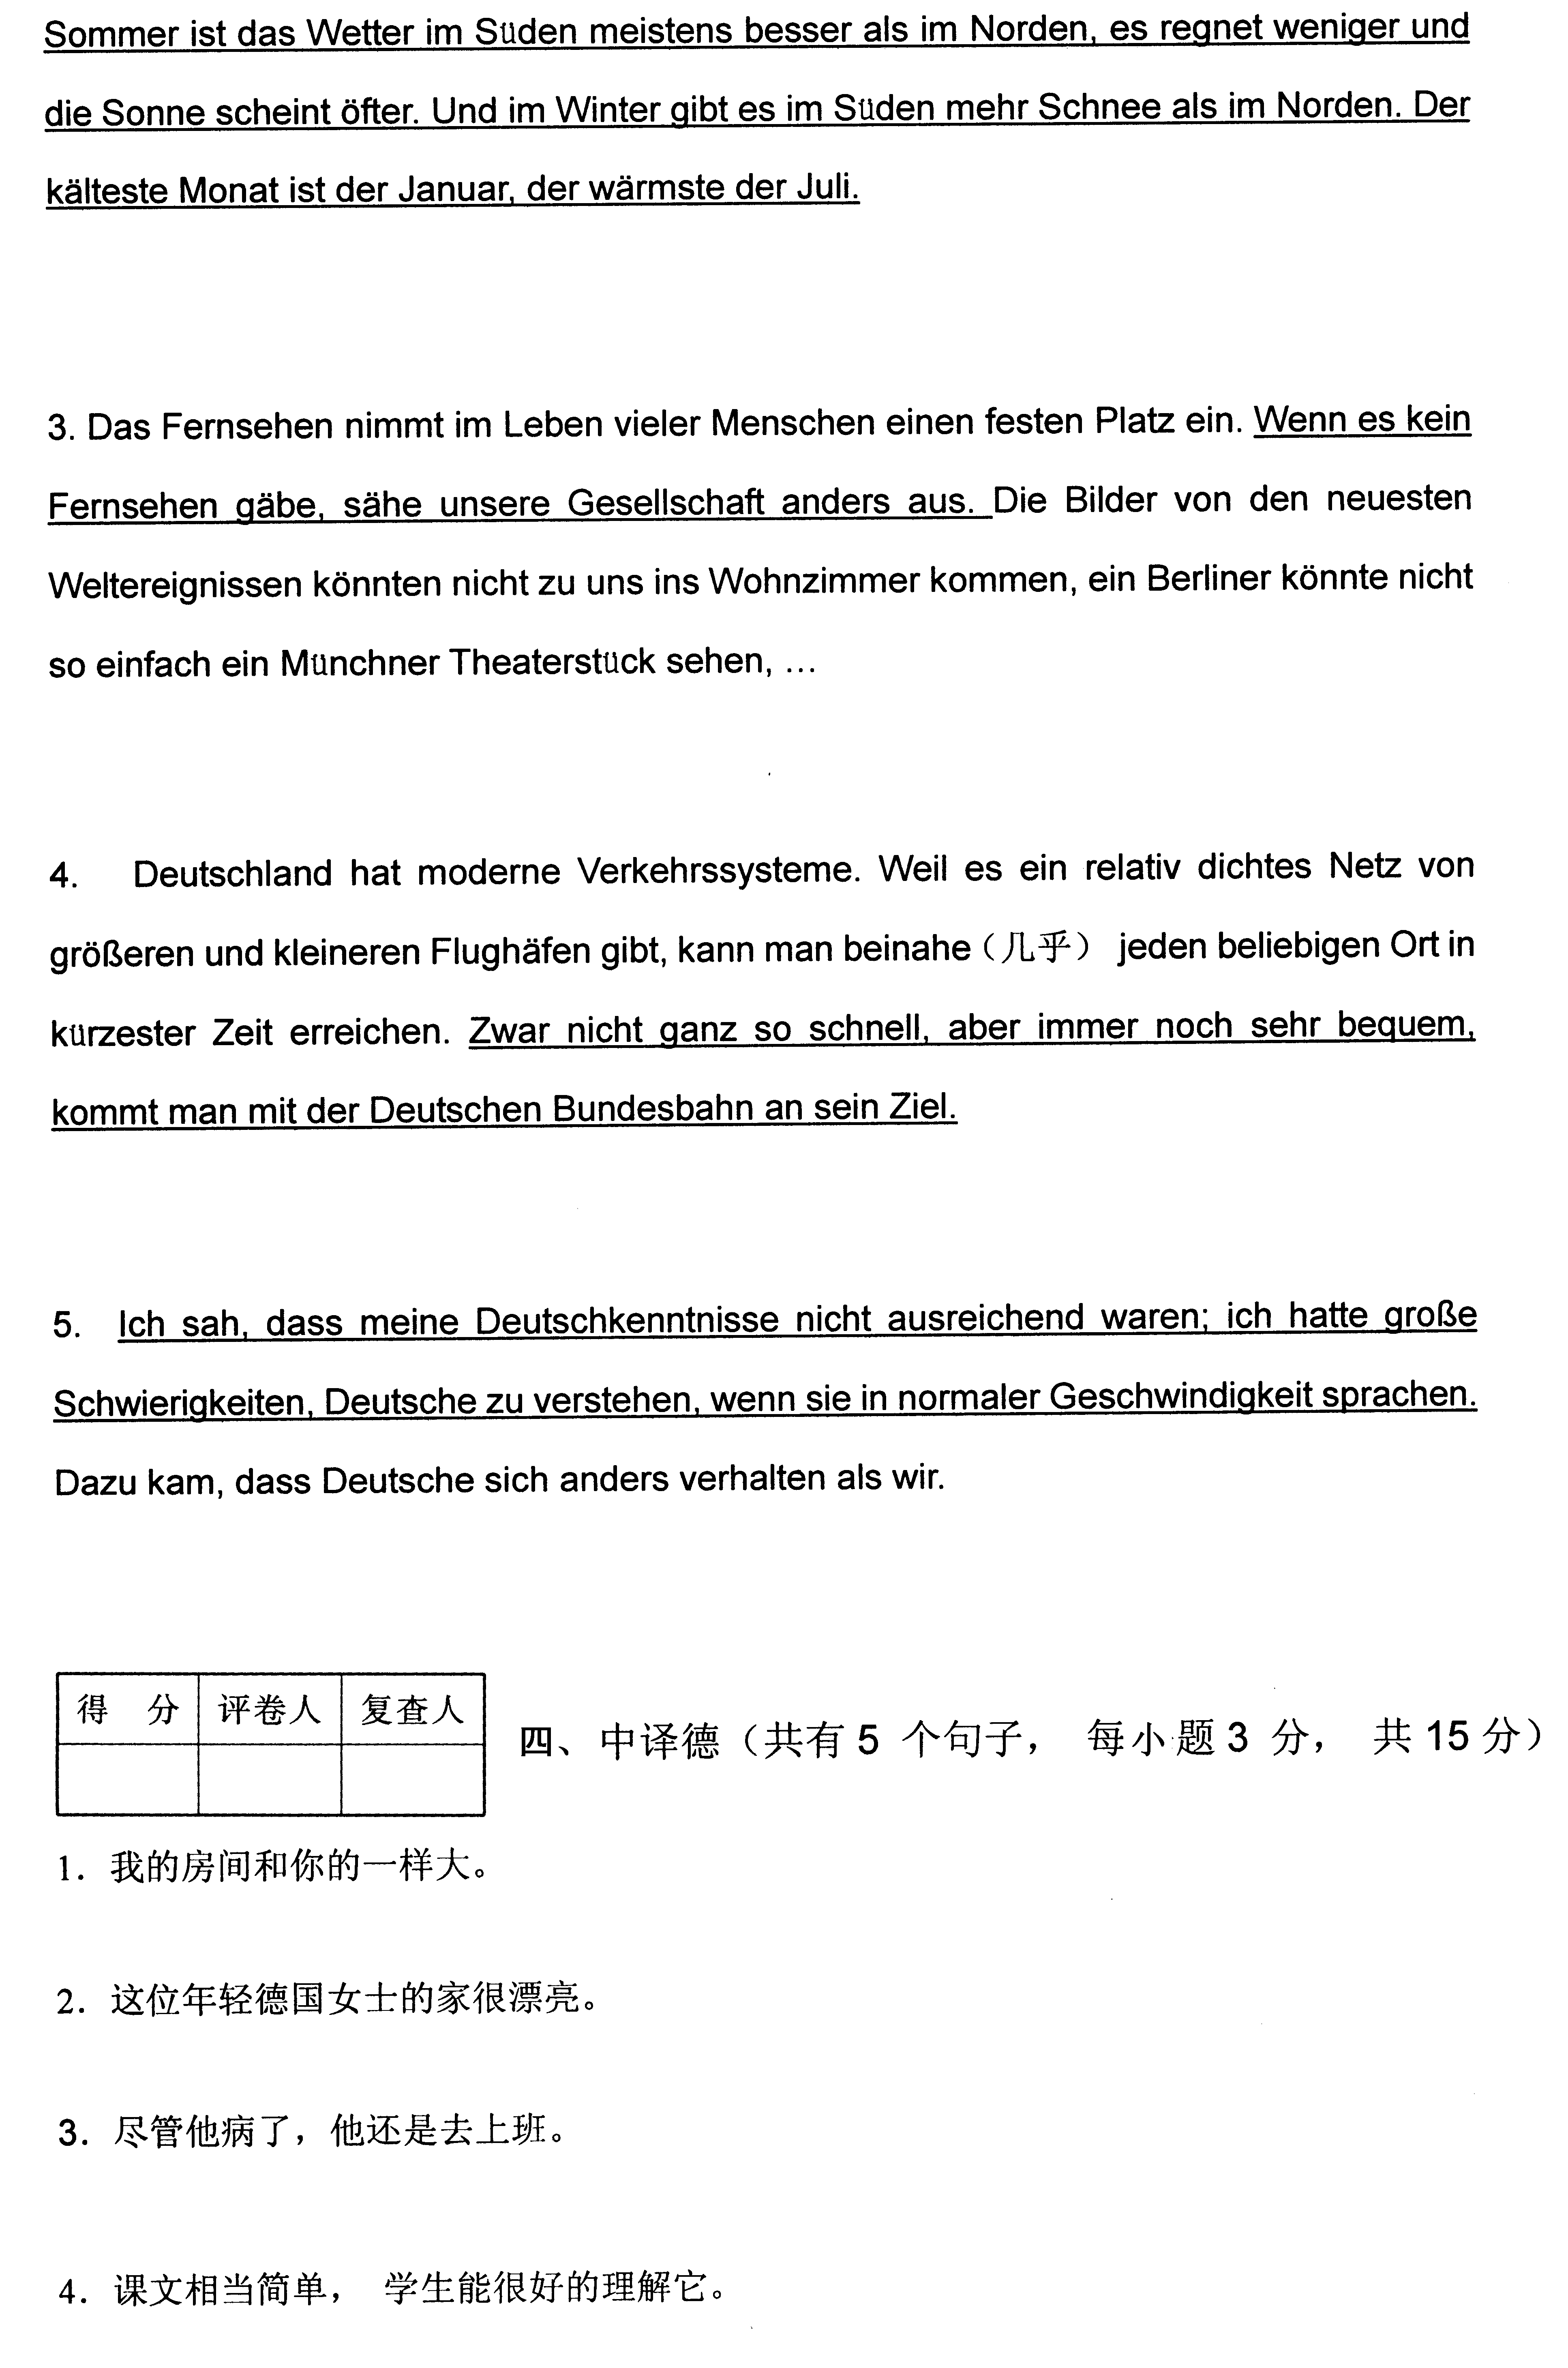 Sommer ist das Wetter im Süden meistens besser als im Norden, es regnet weniger und
die Sonne scheint öfter. Und im Winter gibt es im Süden mehr Schnee als im Norden. Der
kälteste Monat ist der Januar, der wärmste der Juli.
3. Das Fernsehen nimmt im Leben vieler Menschen einen festen Platz ein. Wenn es kein
Fernsehen gäbe, sähe unsere Gesellschaft anders aus. Die Bilder von den neuesten
Weltereignissen könnten nicht zu uns ins Wohnzimmer kommen, ein Berliner könnte nicht
so einfach ein Münchner Theaterstück sehen, ...
4. Deutschland hat moderne Verkehrssysteme. Weil es ein relativ dichtes Netz von
größeren und kleineren Flughäfen gibt, kann man beinahe（几乎） jeden beliebigen Ort in
kürzester Zeit erreichen. Zwar nicht ganz so schnell, aber immer noch sehr bequem,
kommt man mit der Deutschen Bundesbahn an sein Ziel.
5. Ich sah, dass meine Deutschkenntnisse nicht ausreichend waren; ich hatte große
Schwierigkeiten, Deutsche zu verstehen, wenn sie in normaler Geschwindigkeit sprachen.
Dazu kam, dass Deutsche sich anders verhalten als wir.
得 分 评卷人 复查人
四、中译德（共有 5 个句子， 每小题 3 分， 共 15 分）
1. 我的房间和你的一样大。
2. 这位年轻德国女士的家很漂亮。
3. 尽管他病了，他还是去上班。
4. 课文相当简单， 学生能很好的理解它。